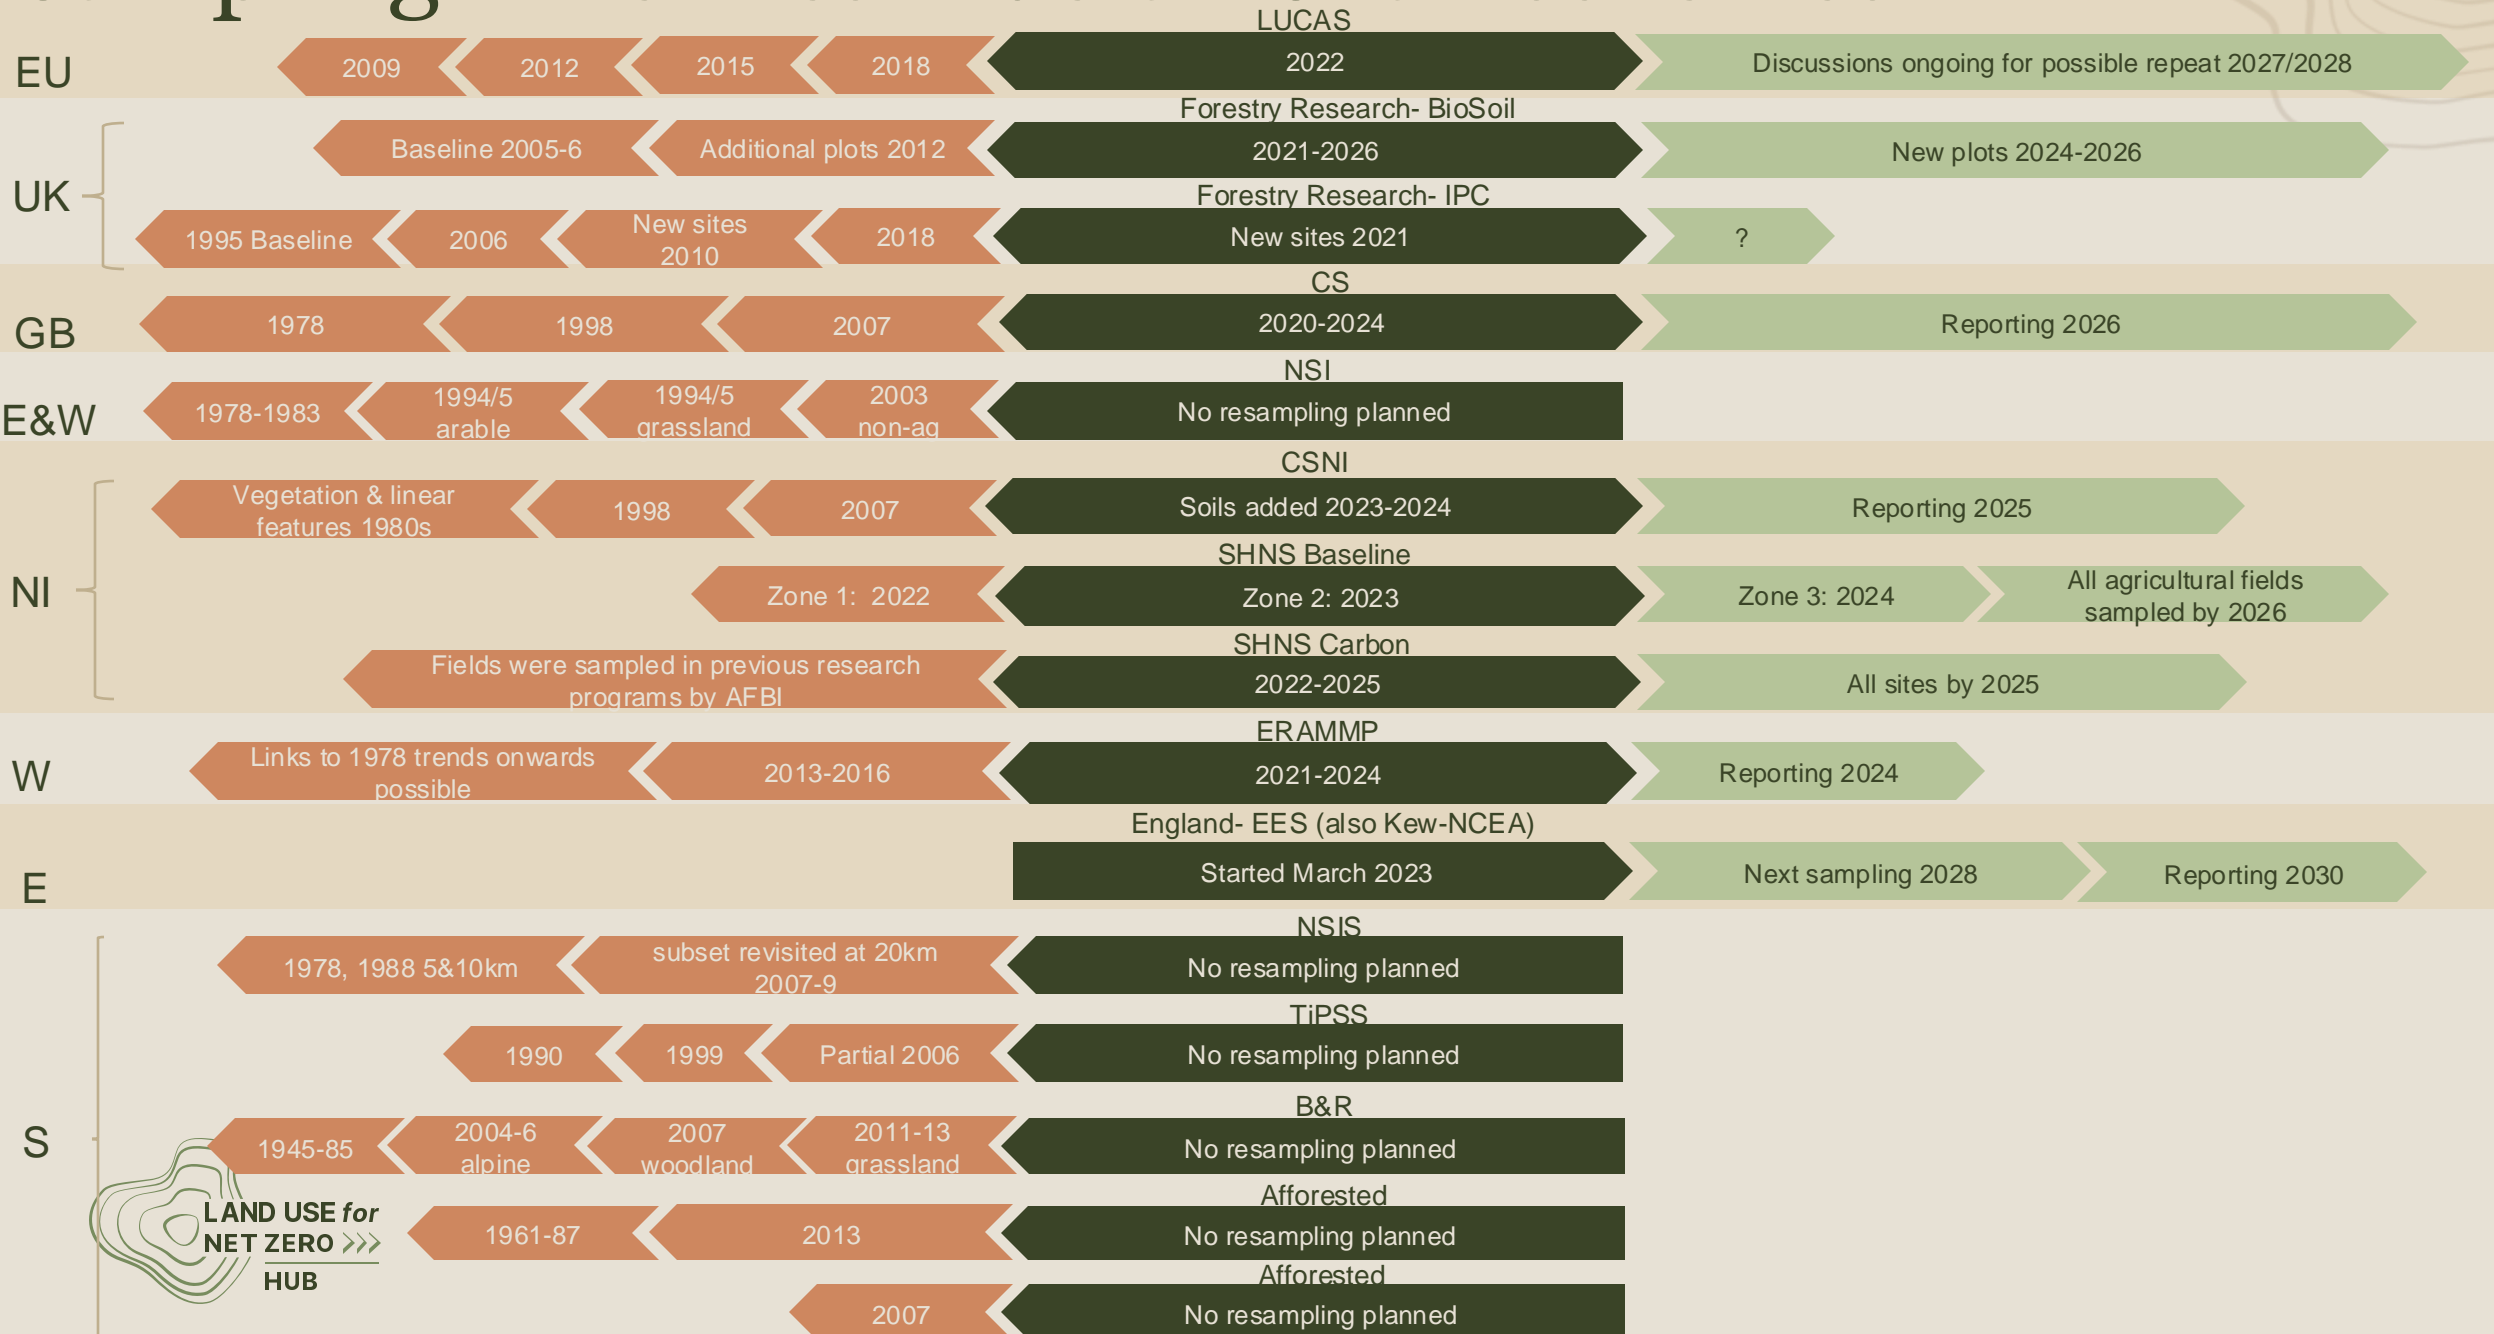 LUCAS
EU
2009
2012
2015
2018
2022
Discussions ongoing for possible repeat 2027/2028
Forestry Research- BioSoil
UK
Baseline 2005-6
Additional plots 2012
2021-2026
New plots 2024-2026
Forestry Research- IPC
1995 Baseline
2006
New sites
2010
2018
New sites 2021
?
CS
GB
1978
1998
2007
2020-2024
Reporting 2026
NSI
E&W
1978-1983
1994/5
arable
1994/5
grassland
2003
non-ag
No resampling planned
CSNI
NI
Vegetation & linear
features 1980s
1998
2007
Soils added 2023-2024
Reporting 2025
SHNS Baseline
Zone 1: 2022
Zone 2: 2023
Zone 3: 2024
All agricultural fields
sampled by 2026
SHNS Carbon
Fields were sampled in previous research
programs by AFBI
2022-2025
All sites by 2025
ERAMMP
W
Links to 1978 trends onwards
possible
2013-2016
2021-2024
Reporting 2024
England- EES (also Kew-NCEA)
E
Started March 2023
Next sampling 2028
Reporting 2030
NSIS
S
1978, 1988 5&10km
subset revisited at 20km
2007-9
No resampling planned
TiPSS
1990
1999
Partial 2006
No resampling planned
B&R
1945-85
2004-6
alpine
2007
woodland
2011-13
grassland
No resampling planned
Afforested
1961-87
2013
No resampling planned
Afforested
2007
No resampling planned
LAND USE for
NET ZERO
HUB